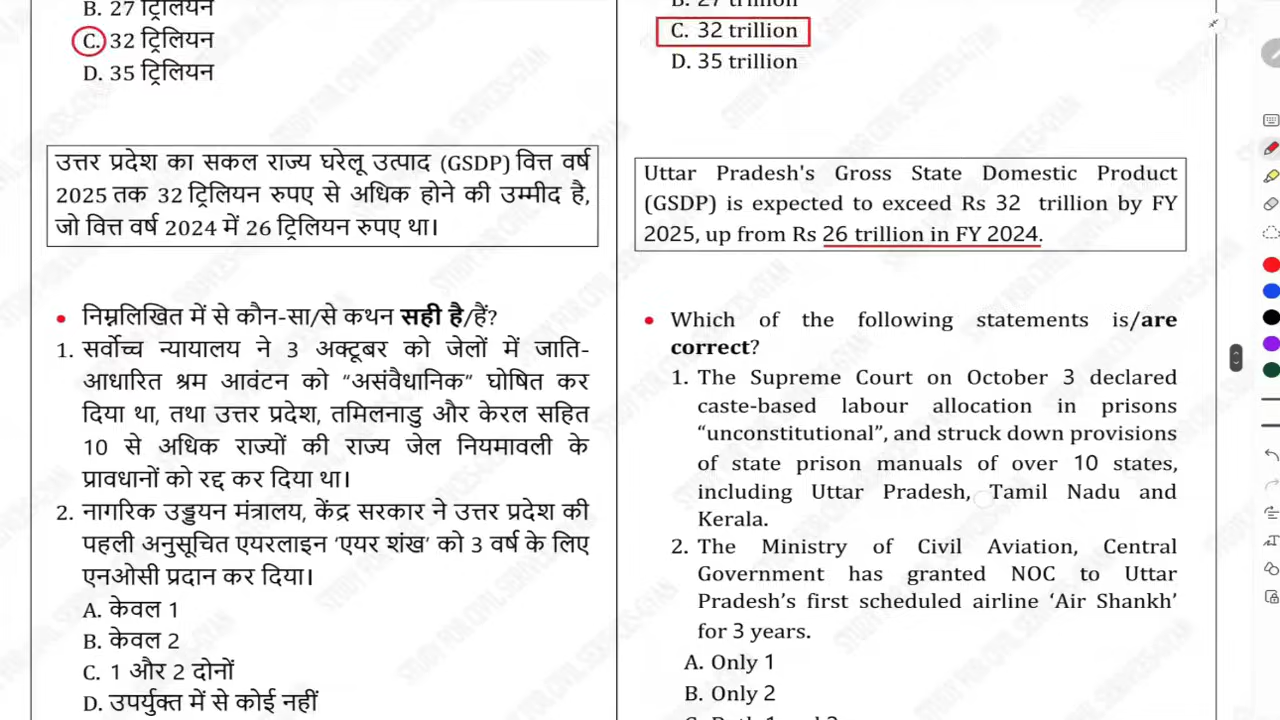 B. 27 ट्रिलियन
C. 32 ट्रिलियन
D. 35 ट्रिलियन
उत्तर प्रदेश का सकल राज्य घरेलू उत्पाद (GSDP) वित्त वर्ष
2025 तक 32 ट्रिलियन रुपए से अधिक होने की उम्मीद है,
जो वित्त वर्ष 2024 में 26 ट्रिलियन रुपए था।
• निम्नलिखित में से कौन-सा/से कथन सही है/हैं?
1. सर्वोच्च न्यायालय ने 3 अक्टूबर को जेलों में जाति-
आधारित श्रम आवंटन को “असंवैधानिक” घोषित कर
दिया था, तथा उत्तर प्रदेश, तमिलनाडु और केरल सहित
10 से अधिक राज्यों की राज्य जेल नियमावली के
प्रावधानों को रद्द कर दिया था।
2. नागरिक उड्डयन मंत्रालय, केंद्र सरकार ने उत्तर प्रदेश की
पहली अनुसूचित एयरलाइन ‘एयर शंख‘ को 3 वर्ष के लिए
एनओसी प्रदान कर दिया।
A. केवल 1
B. केवल 2
C. 1 और 2 दोनों
D. उपर्युक्त में से कोई नहीं
B. 27 trillion
C. 32 trillion
D. 35 trillion
Uttar Pradesh's Gross State Domestic Product
(GSDP) is expected to exceed Rs 32 trillion by FY
2025, up from Rs 26 trillion in FY 2024.
• Which of the following statements is/are
correct?
1. The Supreme Court on October 3 declared
caste-based labour allocation in prisons
“unconstitutional”, and struck down provisions
of state prison manuals of over 10 states,
including Uttar Pradesh, Tamil Nadu and
Kerala.
2. The Ministry of Civil Aviation, Central
Government has granted NOC to Uttar
Pradesh’s first scheduled airline ‘Air Shankh’
for 3 years.
A. Only 1
B. Only 2
C. Both 1 and 2